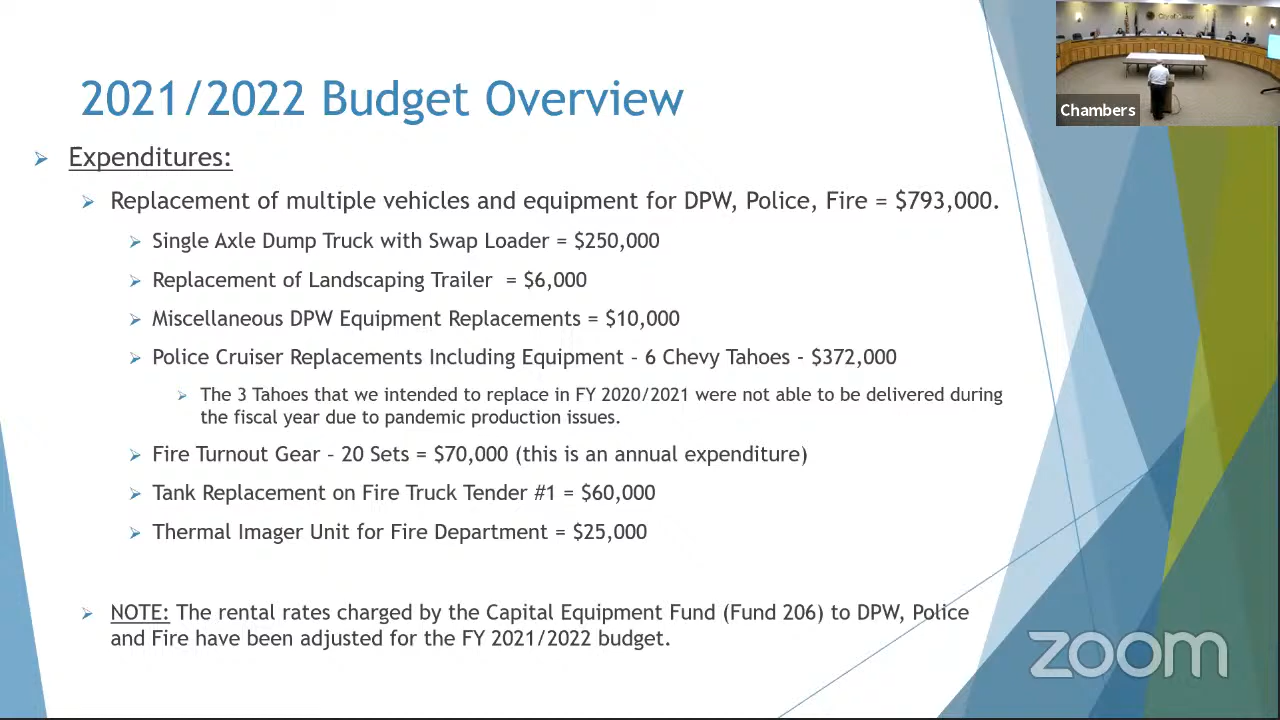 2021/2022 Budget Overview
Chambers
Expenditures:
Replacement of multiple vehicles and equipment for DPW, Police, Fire = $793,000.
Single Axle Dump Truck with Swap Loader = $250,000
Replacement of Landscaping Trailer = $6,000
Miscellaneous DPW Equipment Replacements = $10,000
Police Cruiser Replacements Including Equipment – 6 Chevy Tahoes - $372,000
The 3 Tahoes that we intended to replace in FY 2020/2021 were not able to be delivered during
the fiscal year due to pandemic production issues.
Fire Turnout Gear – 20 Sets = $70,000 (this is an annual expenditure)
Tank Replacement on Fire Truck Tender #1 = $60,000
Thermal Imager Unit for Fire Department = $25,000
NOTE: The rental rates charged by the Capital Equipment Fund (Fund 206) to DPW, Police
and Fire have been adjusted for the FY 2021/2022 budget.
zoom